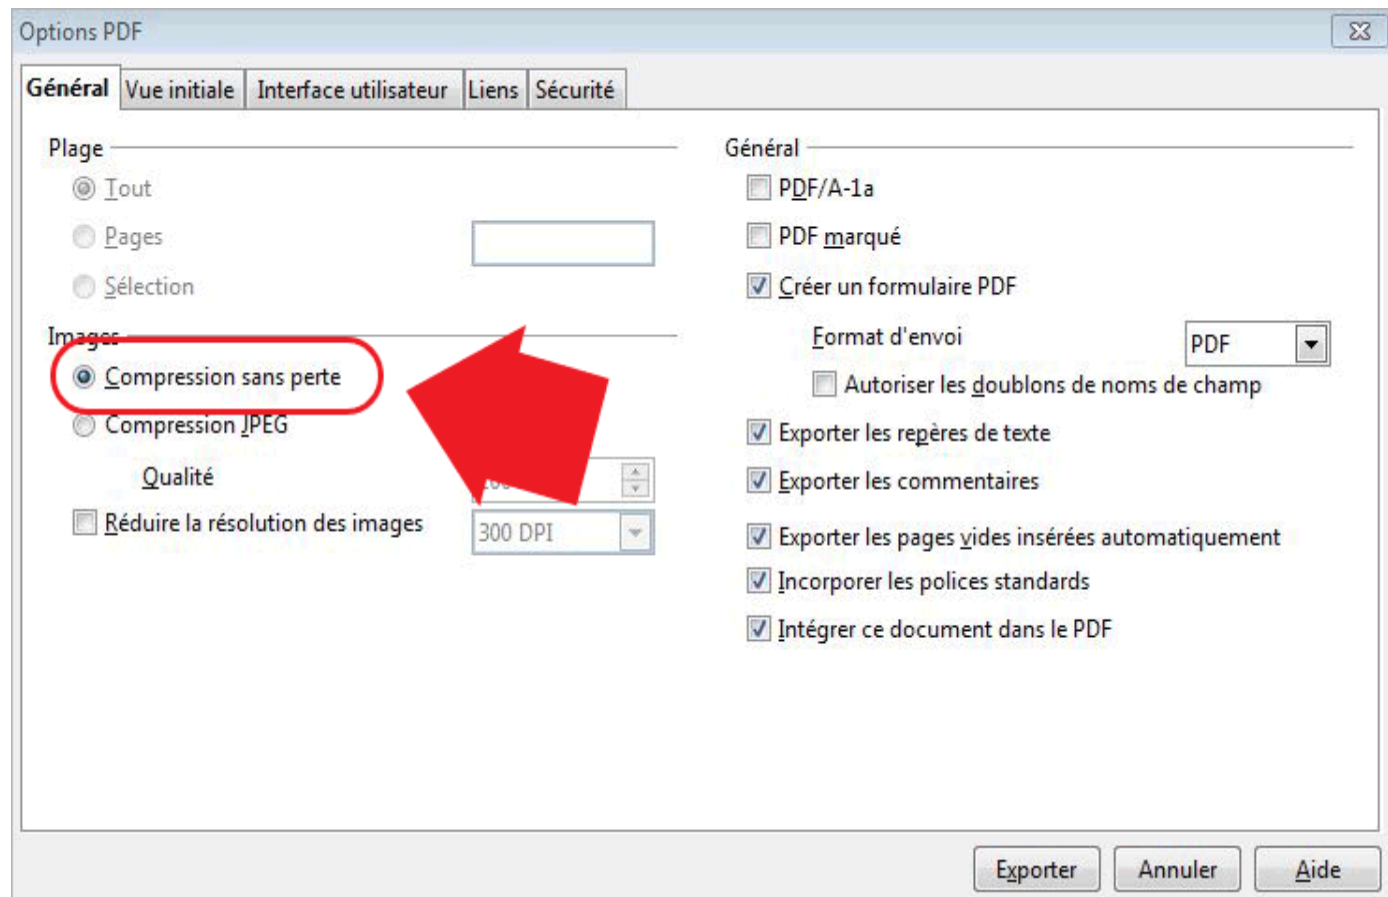 Options PDF
Général Vue initiale Interface utilisateur Liens Sécurité
Plage
Tout
Pages
Sélection
Images
Compression sans perte
Compression JPEG
Qualité
Réduire la résolution des images
300 DPI
Général
PDF/A-1a
PDF marqué
Créer un formulaire PDF
Format d'envoi
PDF
Autoriser les doublons de noms de champ
Exporter les repères de texte
Exporter les commentaires
Exporter les pages vides insérées automatiquement
Incorporer les polices standards
Intégrer ce document dans le PDF
Exporter Annuler Aide